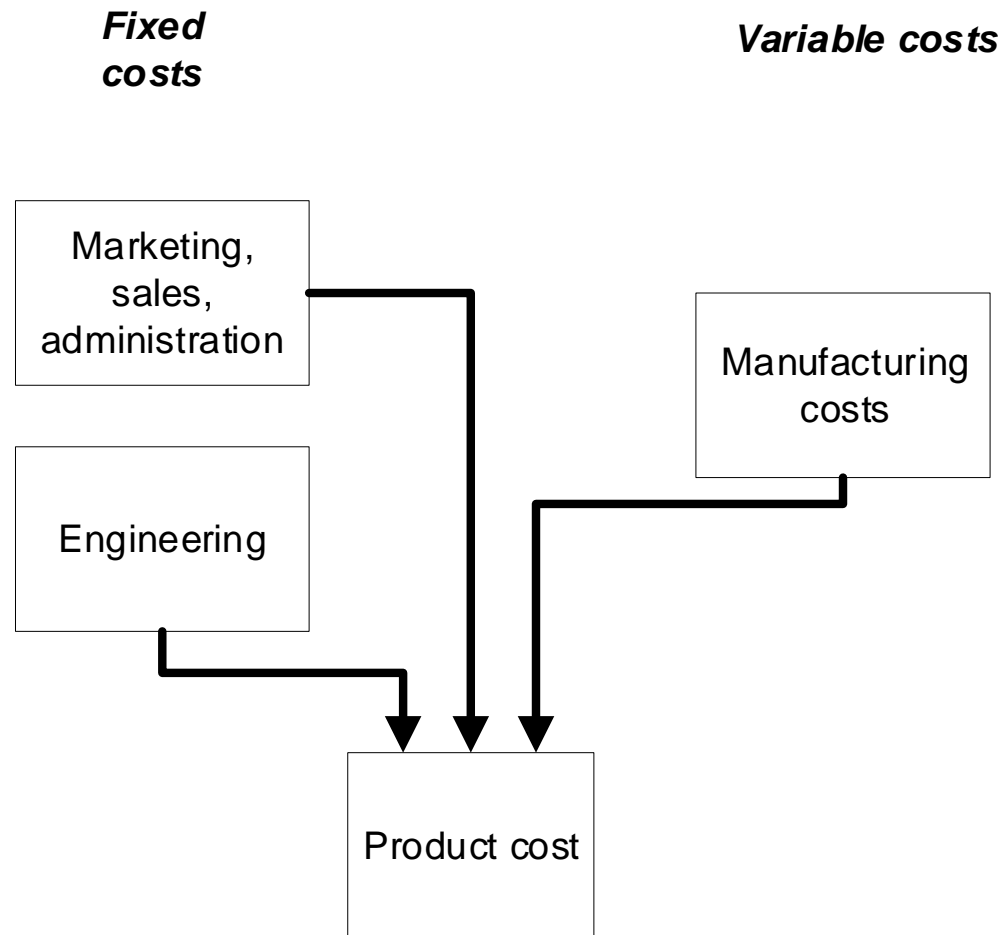 Fixed
costs
Variable costs
Marketing,
sales,
administration
Manufacturing
costs
Engineering
Product cost